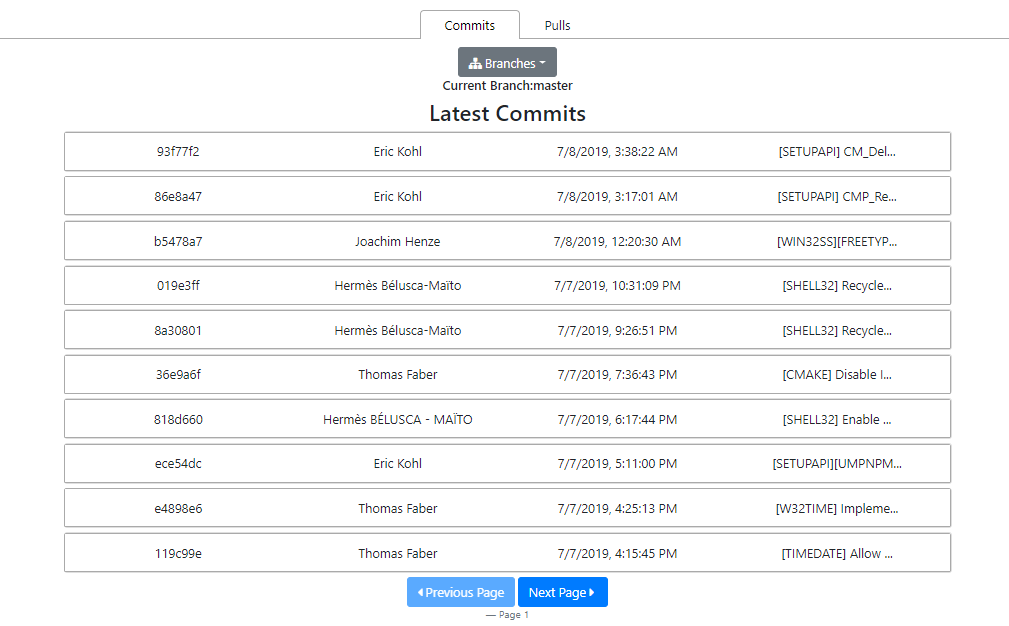 Commits Pulls
Branches
Current Branch:master
Latest Commits
93f77f2 Eric Kohl 7/8/2019, 3:38:22 AM [SETUPAPI] CM_Del...
86e8a47 Eric Kohl 7/8/2019, 3:17:01 AM [SETUPAPI] CMP_Re...
b5478a7 Joachim Henze 7/8/2019, 12:20:30 AM [WIN32SS][FREETYP...
019e3ff Hermès Bélusca-Maïto 7/7/2019, 10:31:09 PM [SHELL32] Recycle...
8a30801 Hermès Bélusca-Maïto 7/7/2019, 9:26:51 PM [SHELL32] Recycle...
36e9a6f Thomas Faber 7/7/2019, 7:36:43 PM [CMAKE] Disable I...
818d660 Hermès BÉLUSCA - MAÏTO 7/7/2019, 6:17:44 PM [SHELL32] Enable ...
ece54dc Eric Kohl 7/7/2019, 5:11:00 PM [SETUPAPI][UMPNPM...
e4898e6 Thomas Faber 7/7/2019, 4:25:13 PM [W32TIME] Impleme...
119c99e Thomas Faber 7/7/2019, 4:15:45 PM [TIMEDATE] Allow ...
Previous Page Next Page
— Page 1